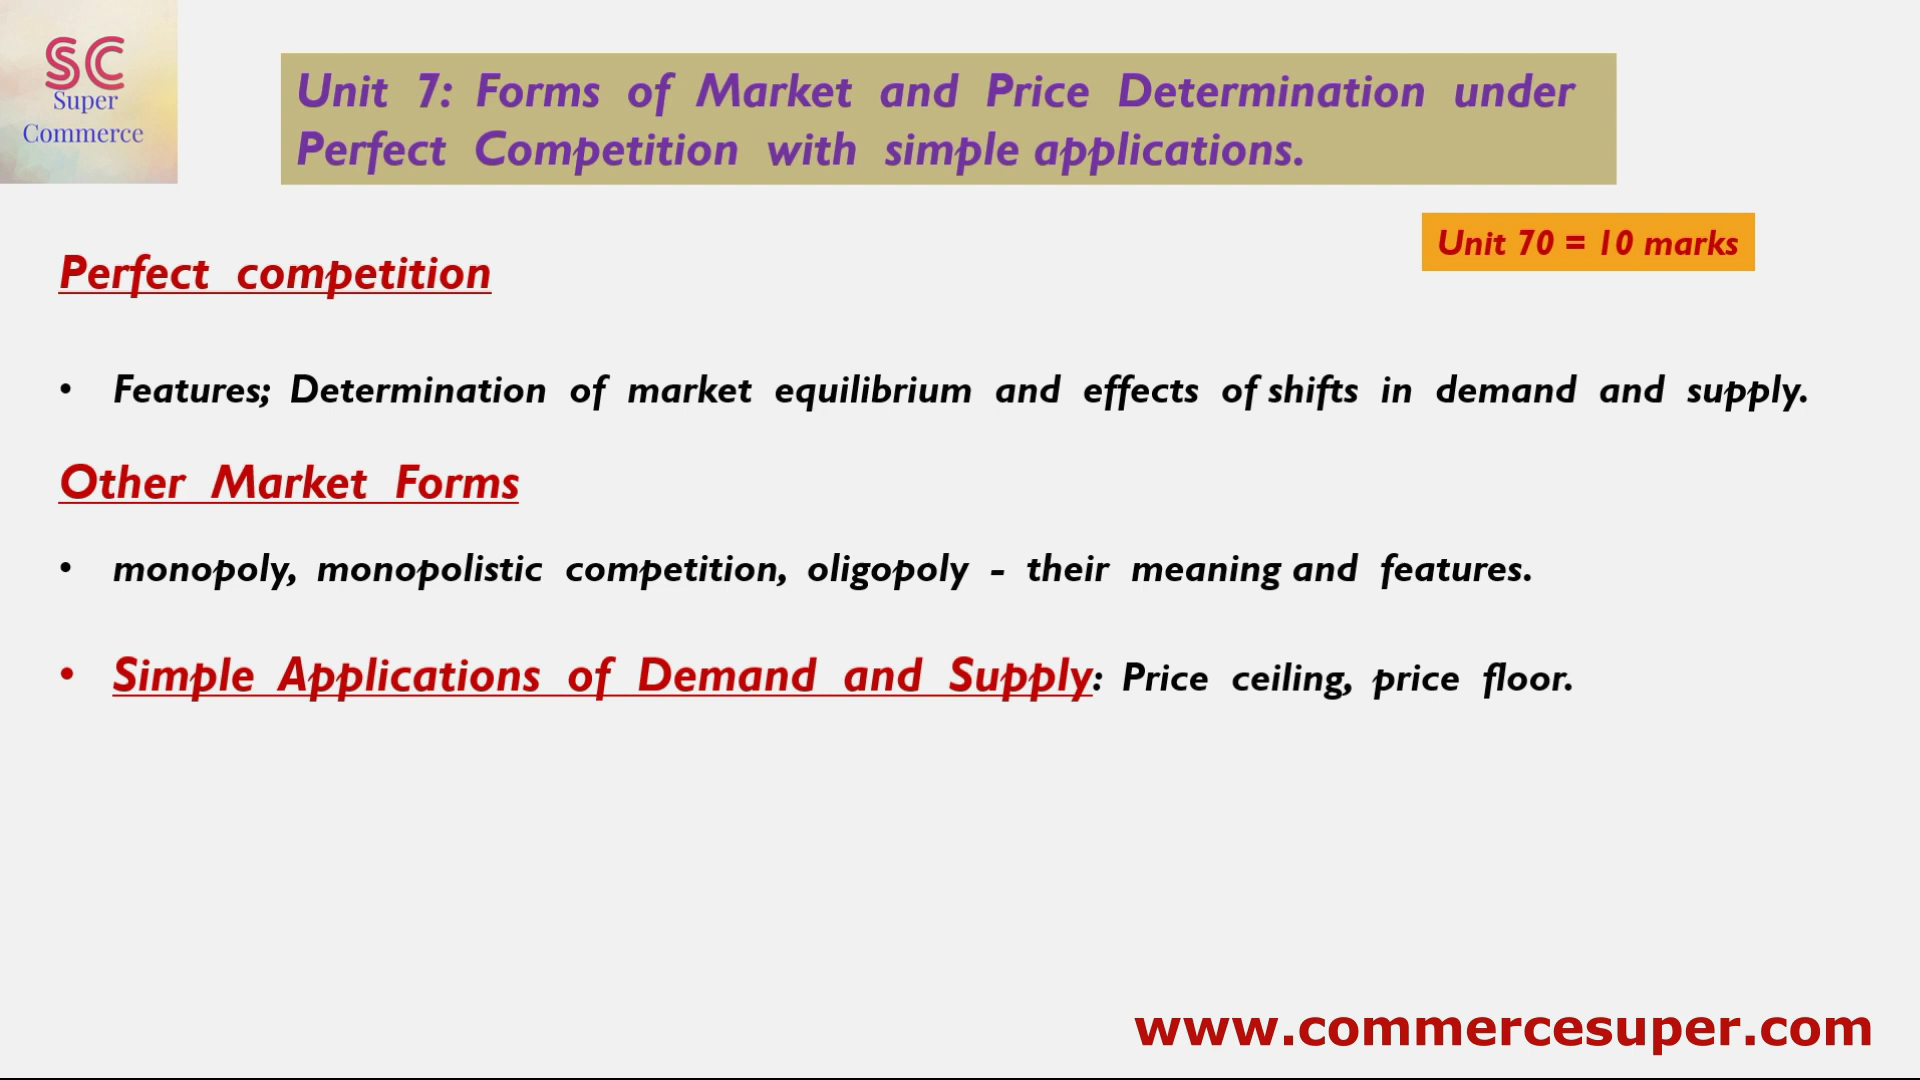 SC
Super
Commerce
Unit 7: Forms of Market and Price Determination under
Perfect Competition with simple applications.
Unit 70 = 10 marks
Perfect competition
• Features; Determination of market equilibrium and effects of shifts in demand and supply.
Other Market Forms
• monopoly, monopolistic competition, oligopoly - their meaning and features.
• Simple Applications of Demand and Supply: Price ceiling, price floor.
www.commercesuper.com